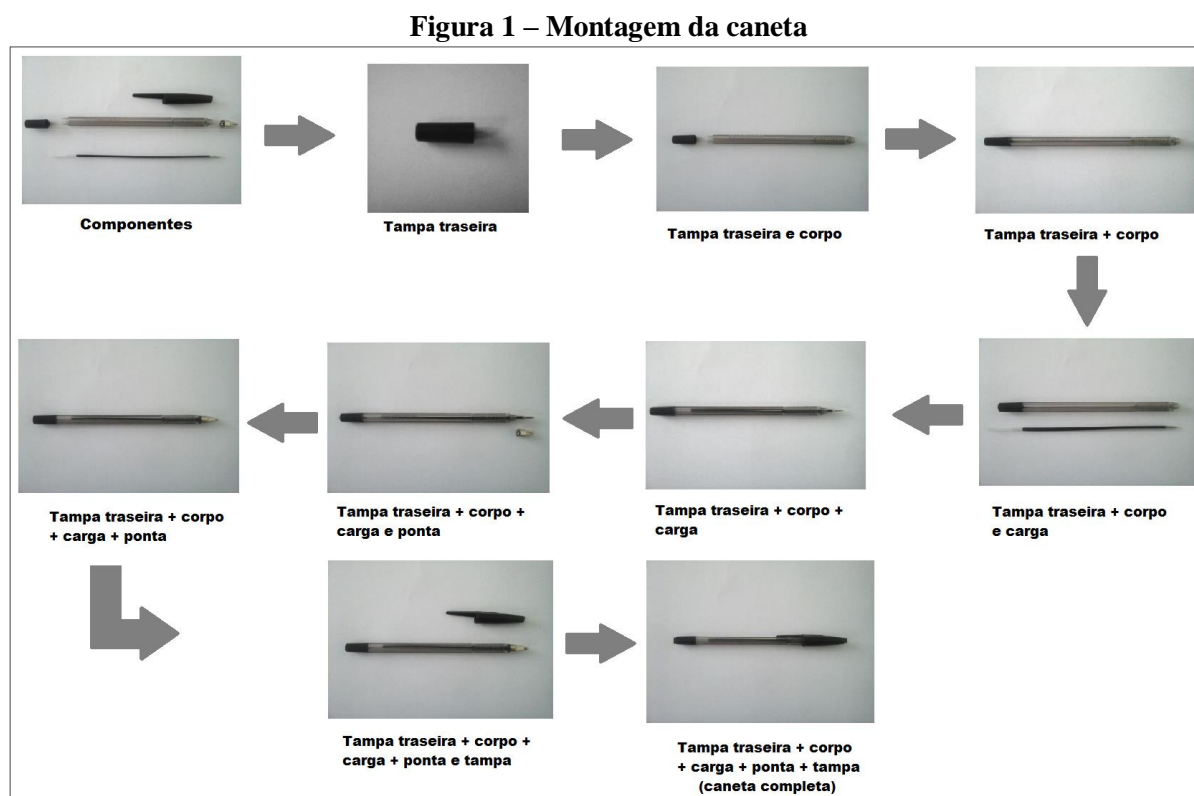 Figura 1 – Montagem da caneta
Componentes
Tampa traseira
Tampa traseira e corpo
Tampa traseira + corpo
Tampa traseira + corpo
e carga
Tampa traseira + corpo +
carga
Tampa traseira + corpo +
carga e ponta
Tampa traseira + corpo
+ carga + ponta
Tampa traseira + corpo +
carga + ponta e tampa
Tampa traseira + corpo
+ carga + ponta + tampa
(caneta completa)